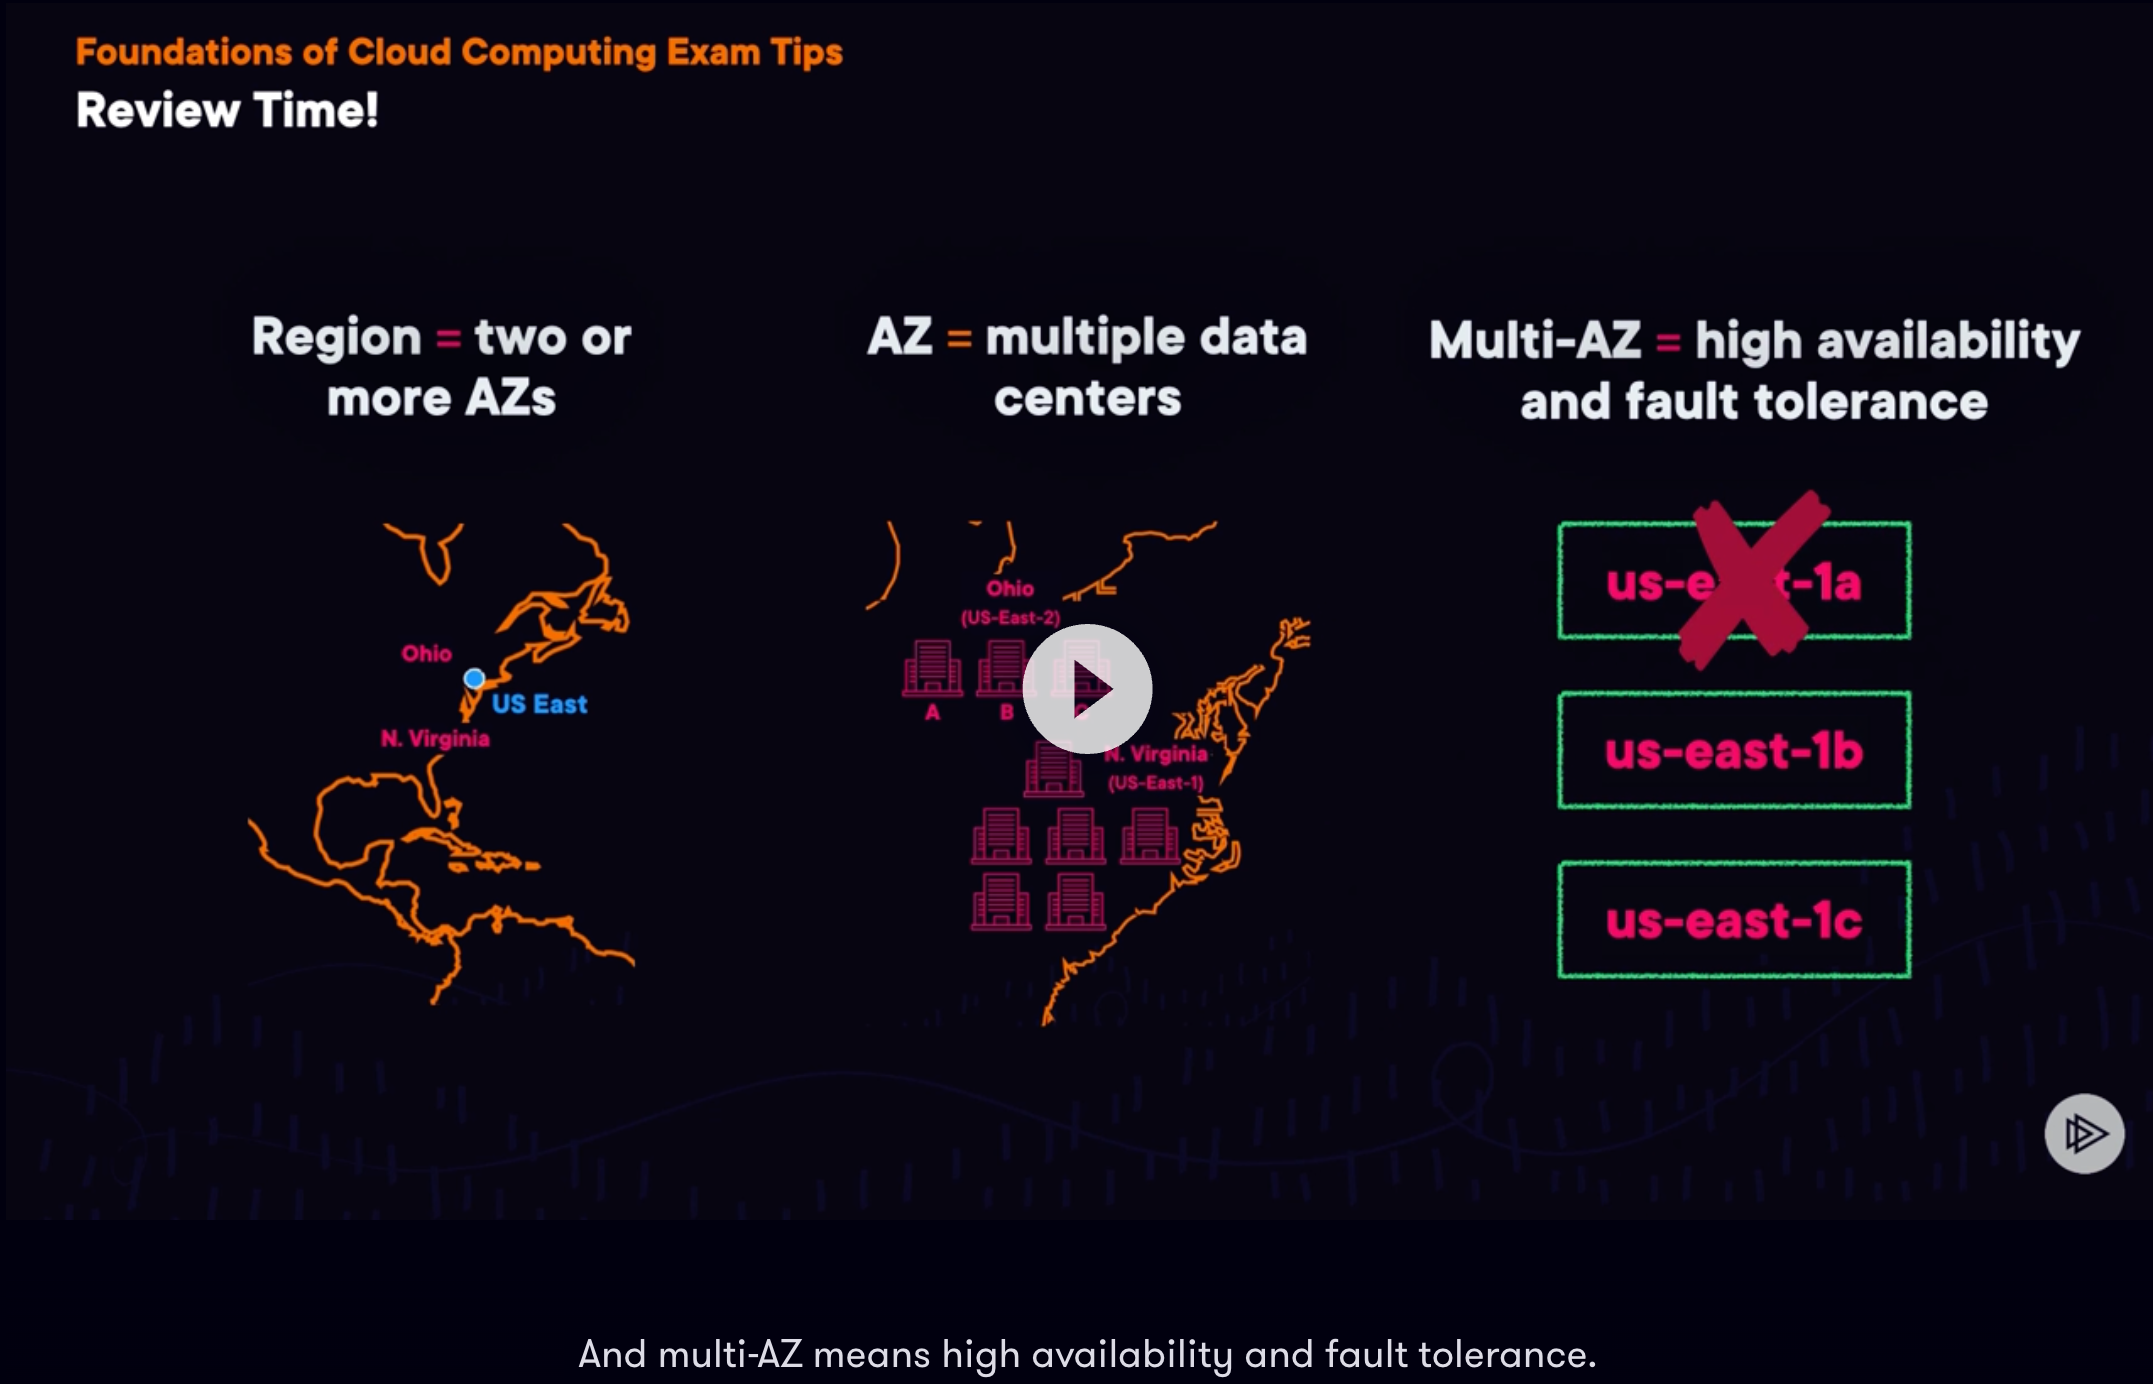 Foundations of Cloud Computing Exam Tips
Review Time!
Region = two or
more AZs
Ohio
US East
N. Virginia
AZ = multiple data
centers
Ohio
(US-East-2)
A
B
C
N. Virginia
(US-East-1)
Multi-AZ = high availability
and fault tolerance
us-east-1a
us-east-1b
us-east-1c
And multi-AZ means high availability and fault tolerance.